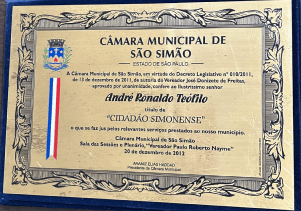 CÂMARA MUNICIPAL DE
SÃO SIMÃO
ESTADO DE SÃO PAULO
A Câmara Municipal de São Simão, em virtude do Decreto Legislativo nº 010/2011,
de 13 de dezembro de 2011, de autoria do Vereador José Donizete de Freitas,
aprovado por unanimidade, confere ao ilustríssimo senhor
André Ronaldo Teófilo
título de
"CIDADÃO SIMONENSE"
e que se faz jus pelos relevantes serviços prestados ao nosso município.
Câmara Municipal de São Simão
Sala das Sessões e Plenário, "Vereador Paulo Roberto Nayme"
20 de dezembro de 2012
ELIAS HADDAD
Presidente da Câmara Municipal